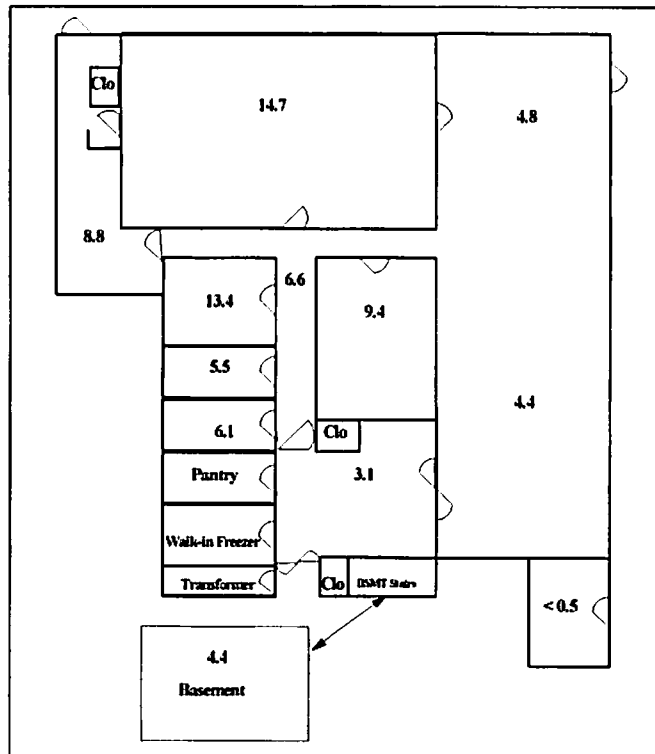 Clo
14.7
4.8
8.8
6.6
13.4
9.4
5.5
4.4
6.1
Clo
3.1
Pantry
Walk-in Freezer
Transformer
Clo
BSMT Stairs
< 0.5
4.4
Basement